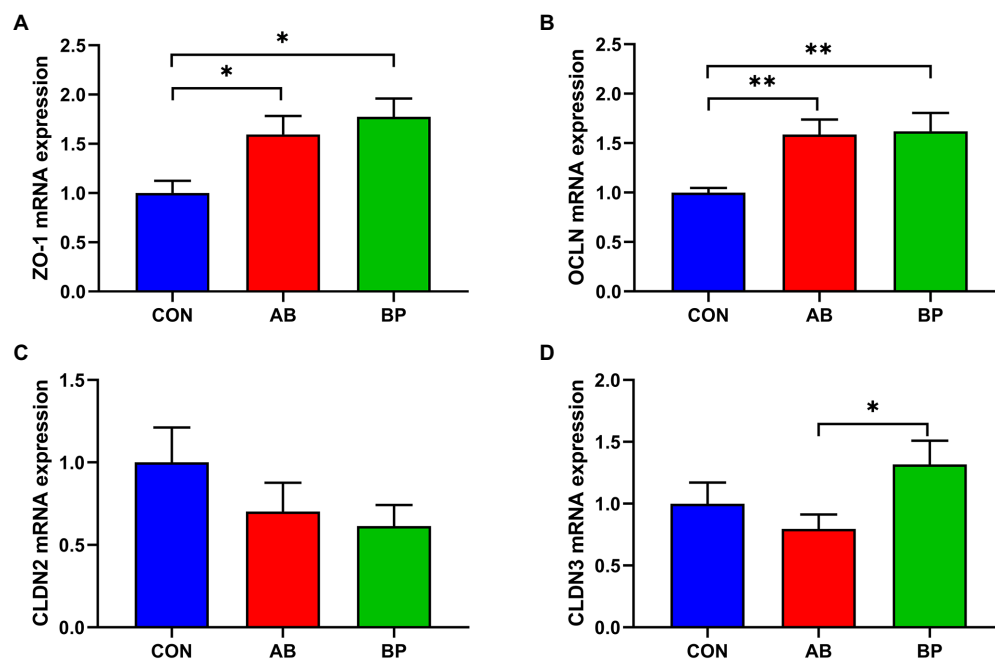 A
ZO-1 mRNA expression
2.5
2.0
1.5
1.0
0.5
0.0
*
*
CON AB BP
B
OCLN mRNA expression
2.5
2.0
1.5
1.0
0.5
0.0
**
**
CON AB BP
C
CLDN2 mRNA expression
1.5
1.0
0.5
0.0
CON AB BP
D
CLDN3 mRNA expression
2.0
1.5
1.0
0.5
0.0
*
CON AB BP